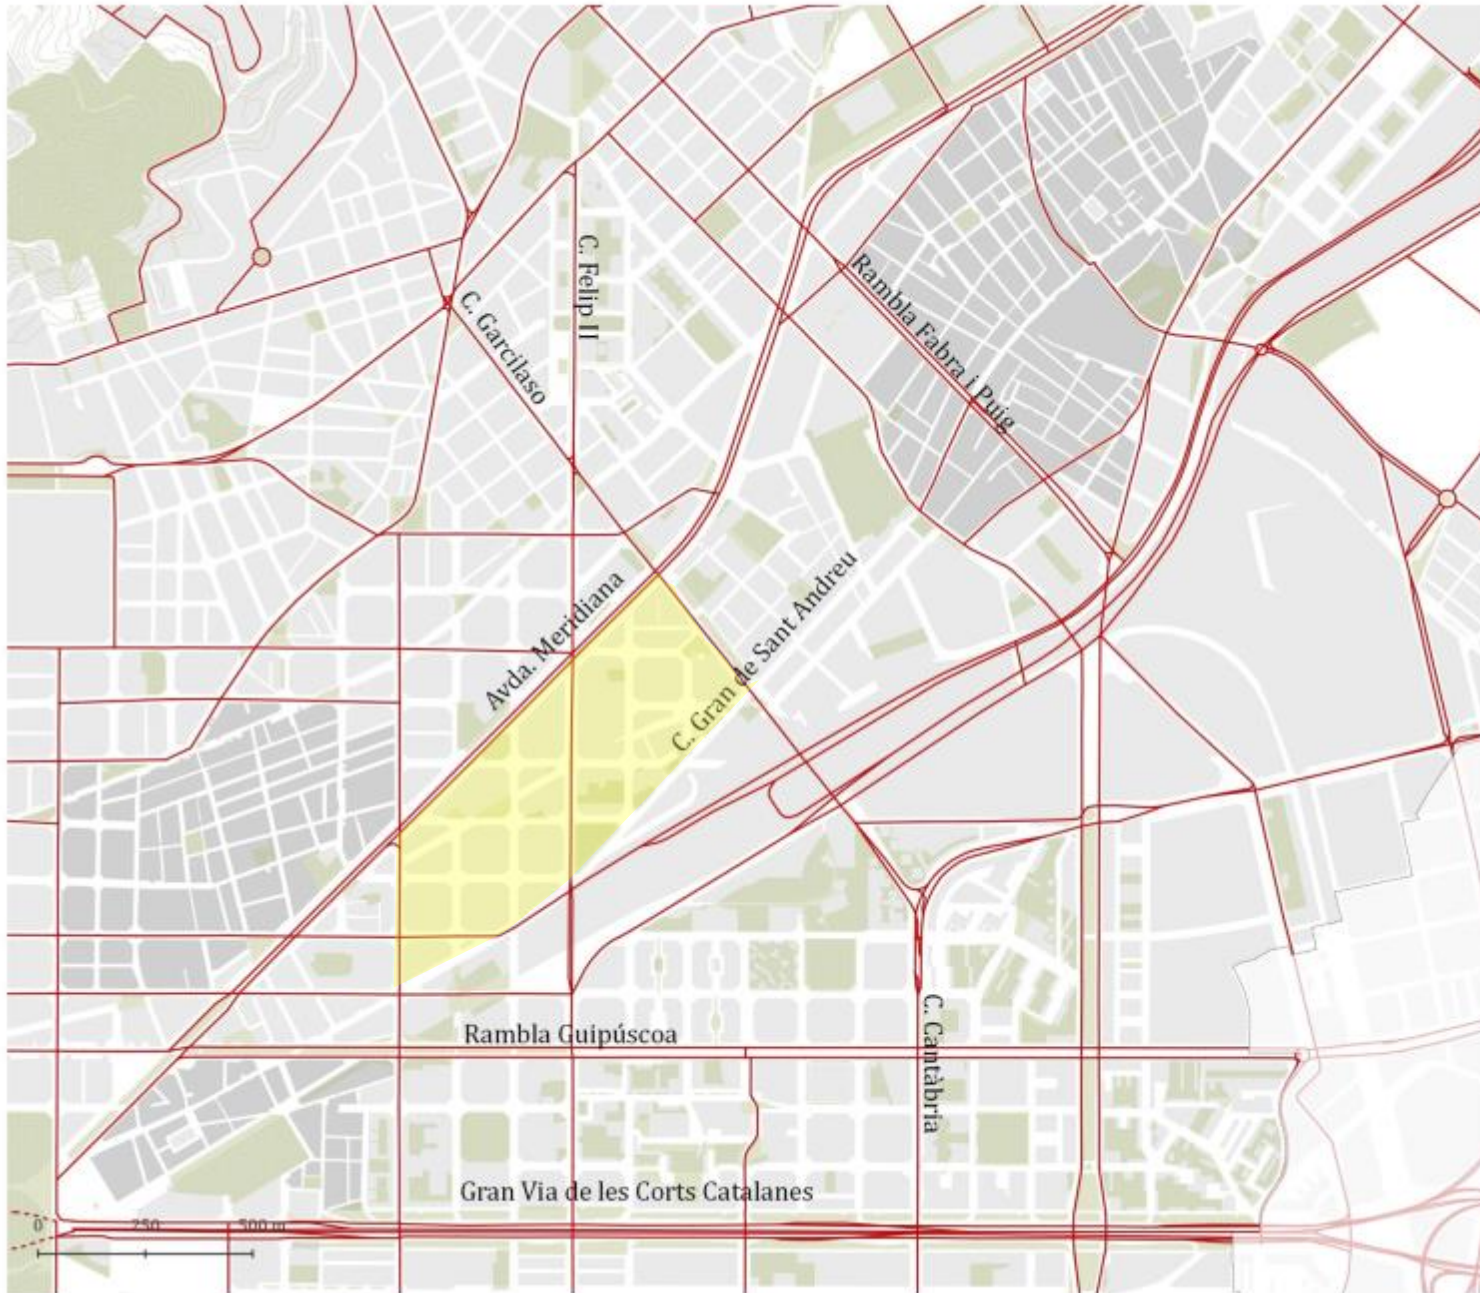 C. Felip II
C. Garcilaso
Rambla Fabra i Puig
Avda. Meridiana
C. Gran de Sant Andreu
C. Cantàbria
Rambla Guipúscoa
Gran Via de les Corts Catalanes
0 250 500 m